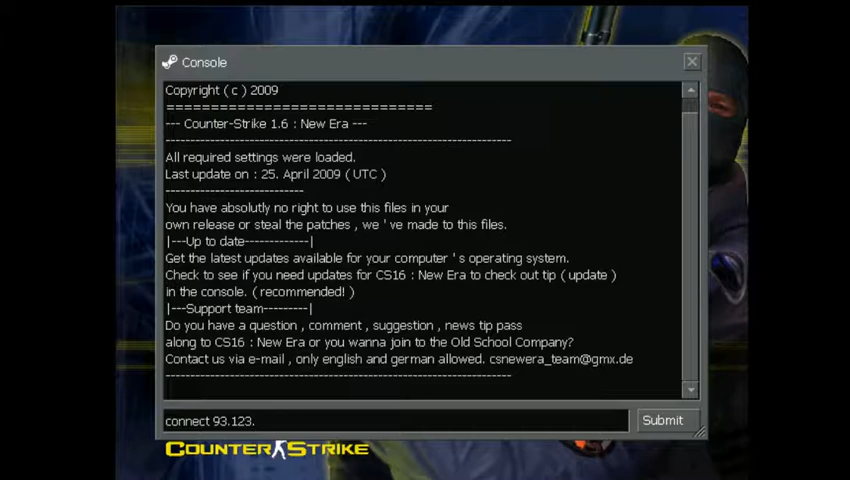 Console
Copyright ( c ) 2009
==============================
--- Counter-Strike 1.6 : New Era ---
-----------------------------------------------------------------------
All required settings were loaded.
Last update on : 25. April 2009 ( UTC )
----------------------------
You have absolutly no right to use this files in your
own release or steal the patches , we ' ve made to this files.
|---Up to date-------------|
Get the latest updates available for your computer ' s operating system.
Check to see if you need updates for CS16 : New Era to check out tip ( update )
in the console. ( recommended! )
|---Support team---------|
Do you have a question , comment , suggestion , news tip pass
along to CS16 : New Era or you wanna join to the Old School Company?
Contact us via e-mail , only english and german allowed. csnewera_team@gmx.de
-----------------------------------------------------------------------
connect 93.123.
Submit
COUNTER STRIKE